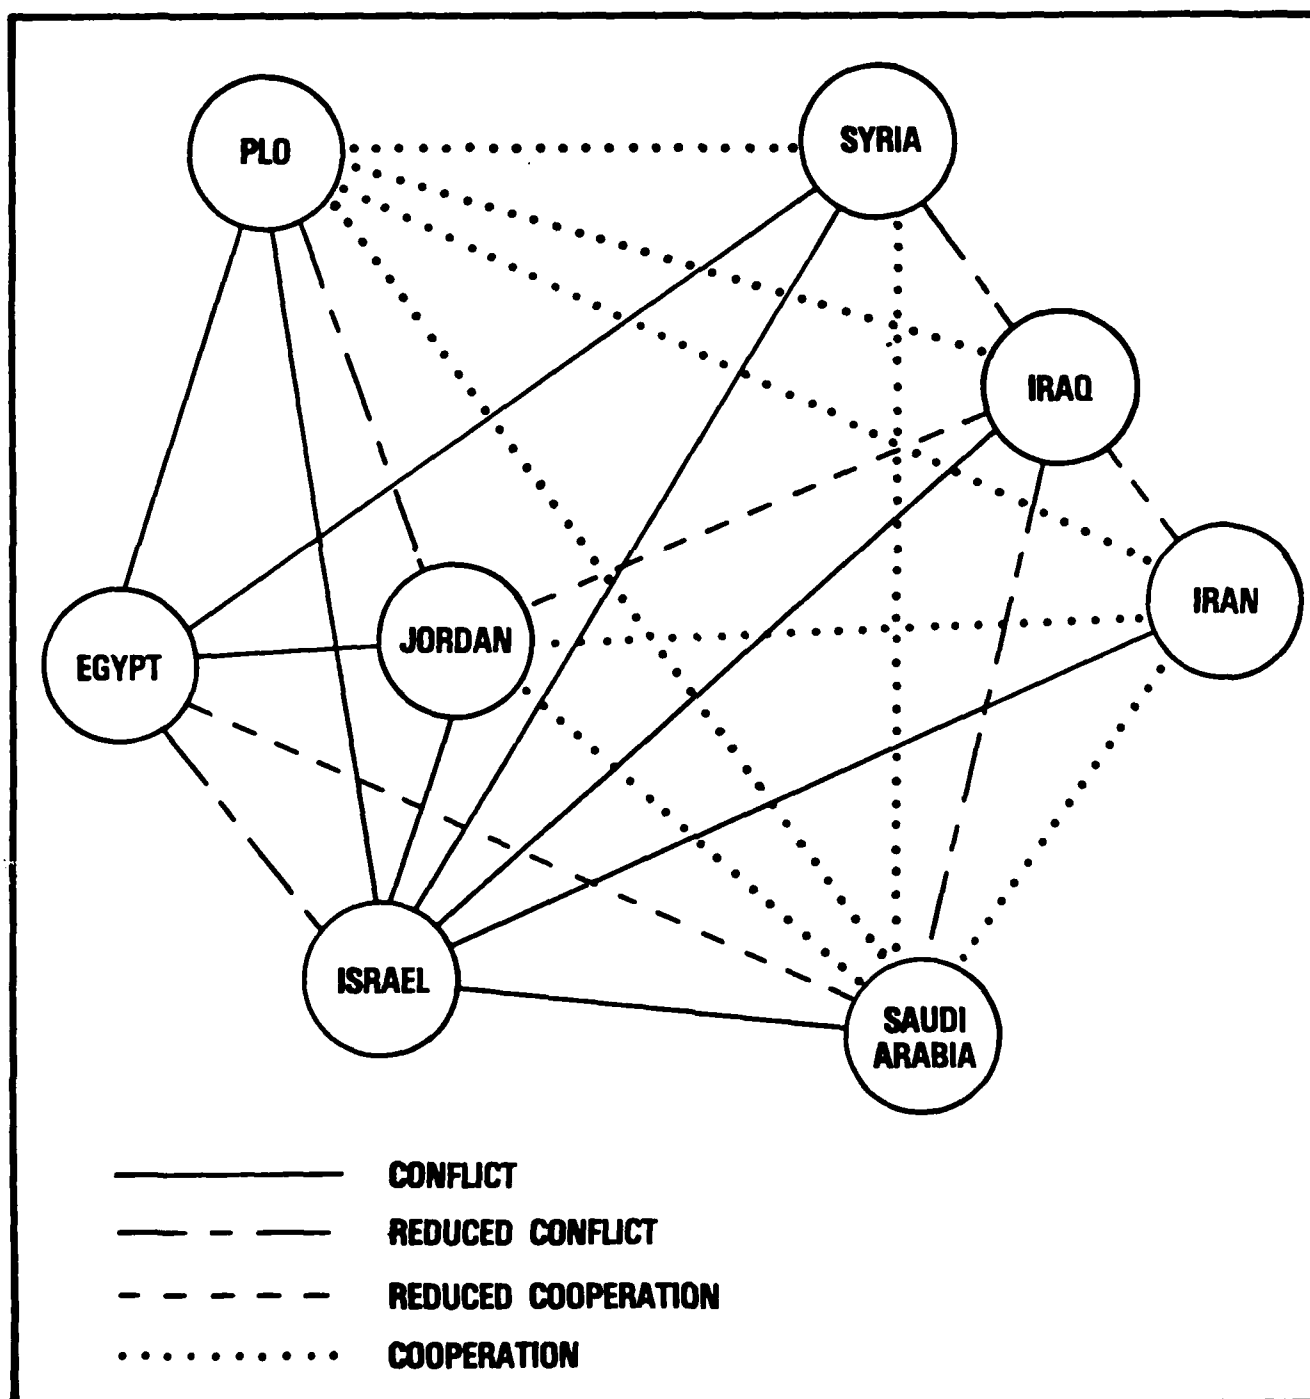 PLO
SYRIA
IRAQ
IRAN
EGYPT
JORDAN
ISRAEL
SAUDI
ARABIA
CONFLICT
REDUCED CONFLICT
REDUCED COOPERATION
COOPERATION